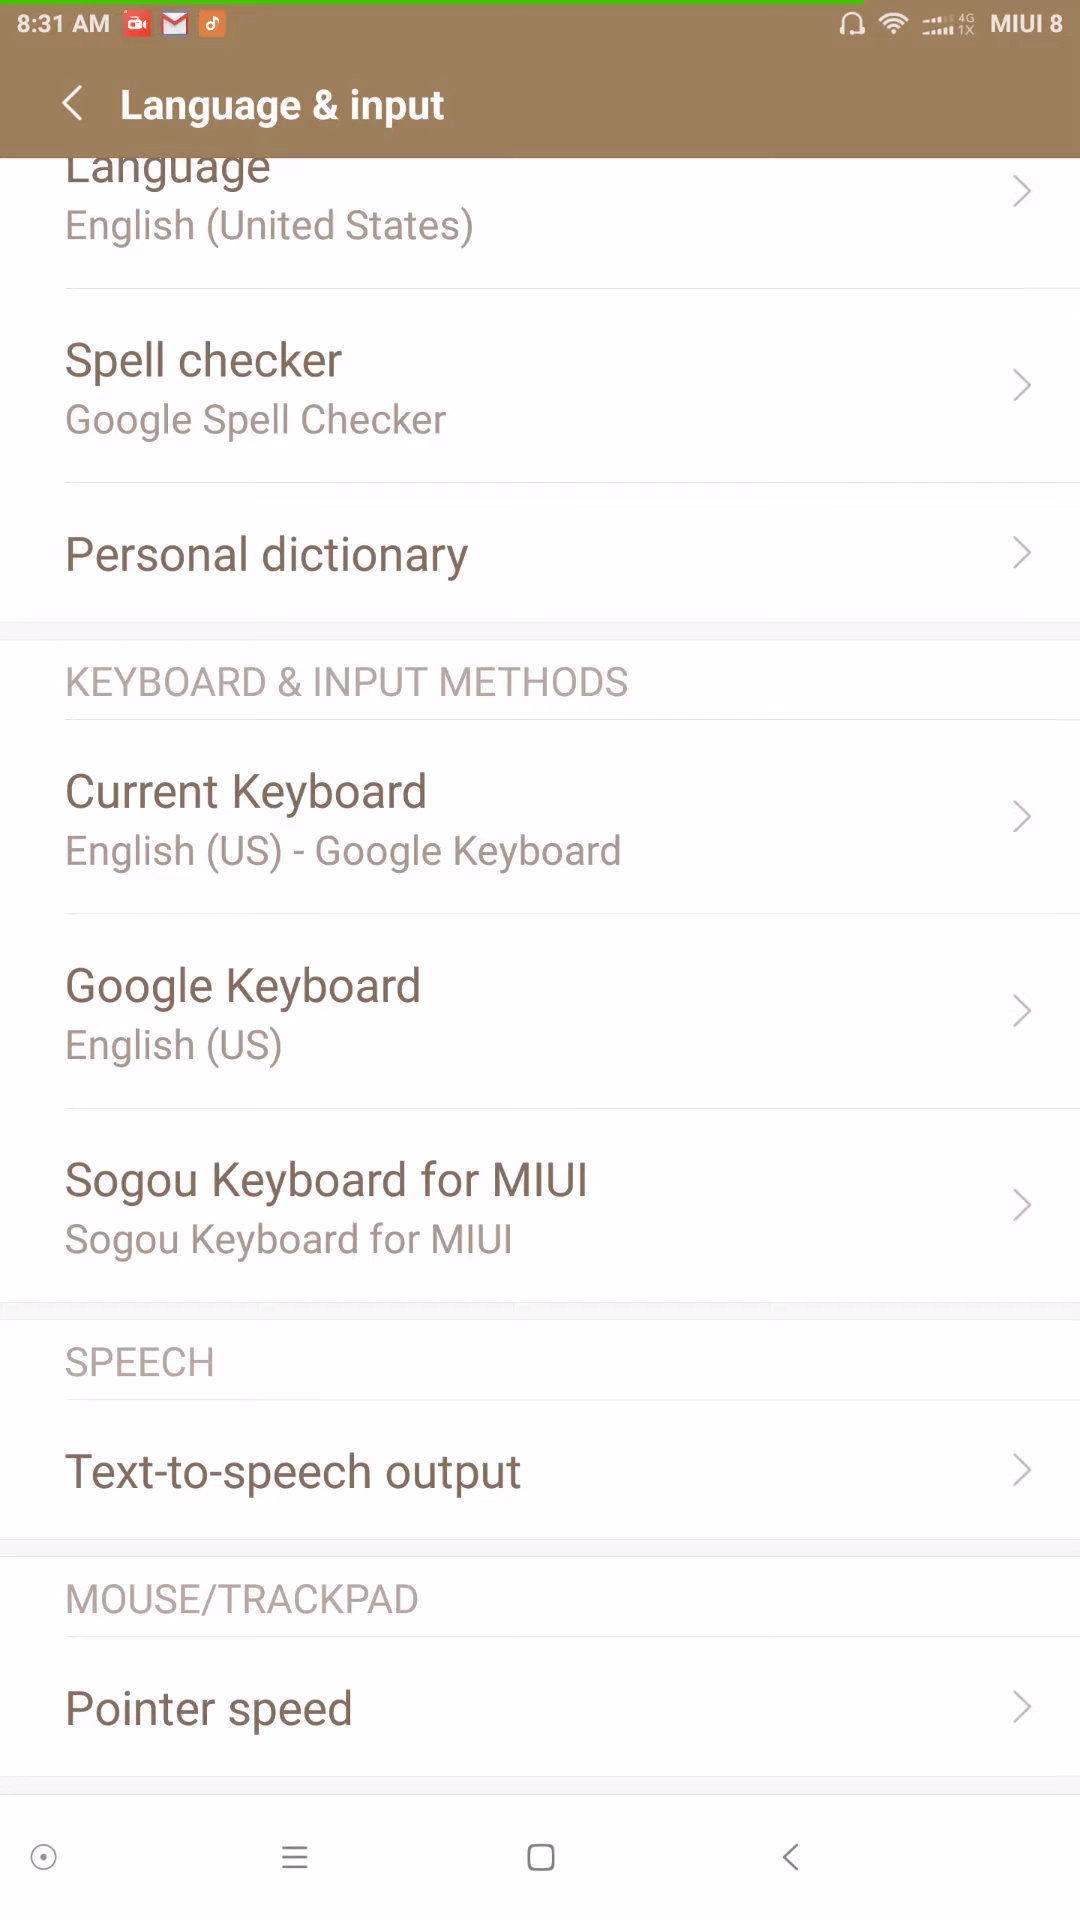 8:31 AM
4G
1X
MIUI 8
Language & input
Language
English (United States)
Spell checker
Google Spell Checker
Personal dictionary
KEYBOARD & INPUT METHODS
Current Keyboard
English (US) - Google Keyboard
Google Keyboard
English (US)
Sogou Keyboard for MIUI
Sogou Keyboard for MIUI
SPEECH
Text-to-speech output
MOUSE/TRACKPAD
Pointer speed